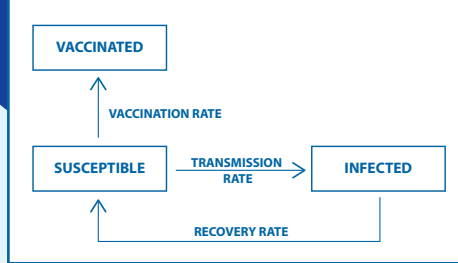 VACCINATED
VACCINATION RATE
SUSCEPTIBLE
TRANSMISSION
RATE
INFECTED
RECOVERY RATE